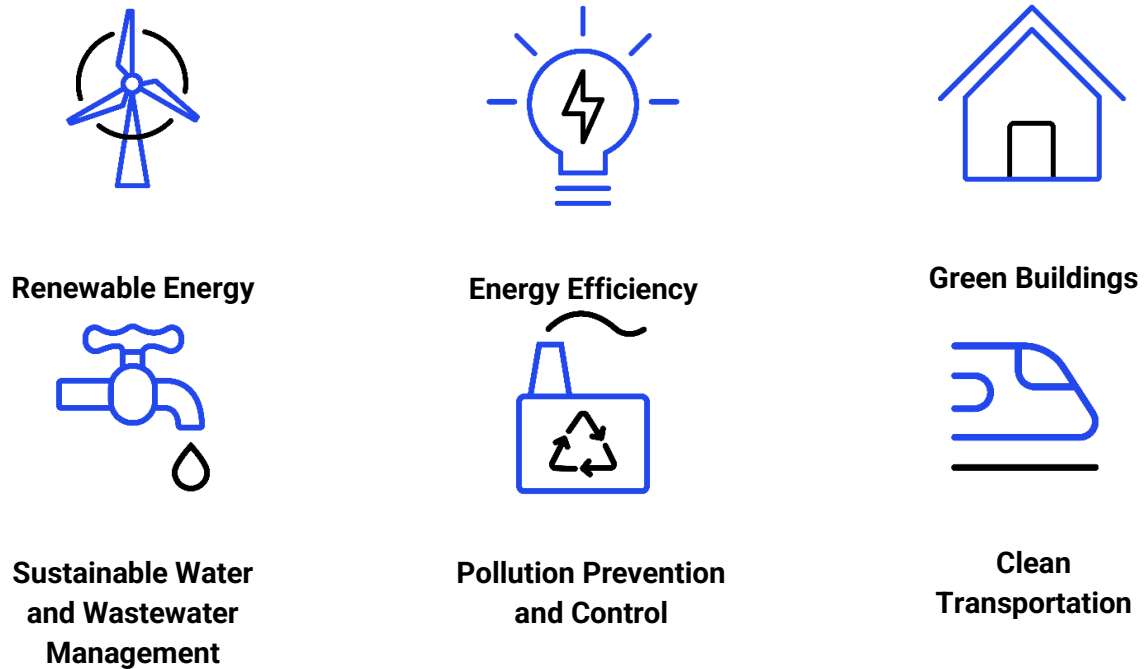 Renewable Energy
Energy Efficiency
Green Buildings
Sustainable Water
and Wastewater
Management
Pollution Prevention
and Control
Clean
Transportation